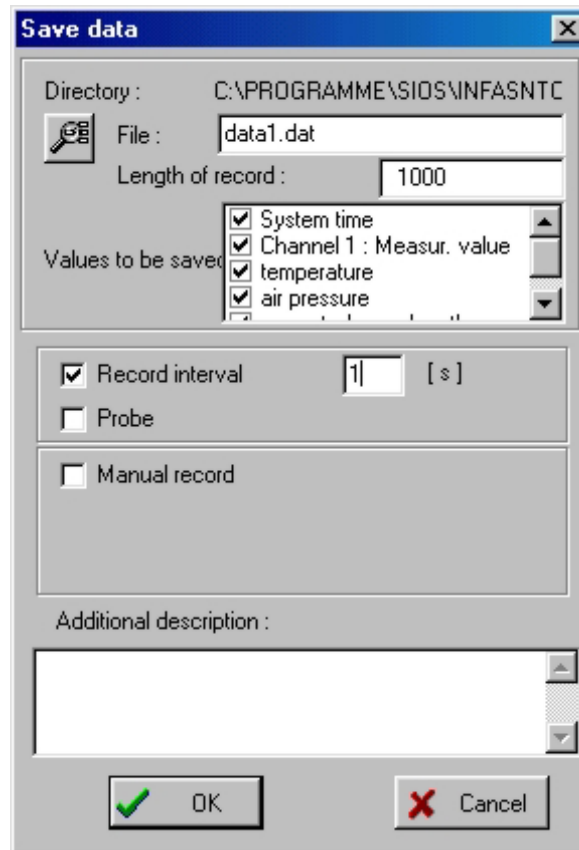 Save data
Directory : C:\PROGRAMME\SIOS\INFASNTC
File : data1.dat
Length of record : 1000
System time
Channel 1 : Measur. value
Values to be saved
temperature
air pressure
Record interval 1 [ s ]
Probe
Manual record
Additional description :
OK Cancel